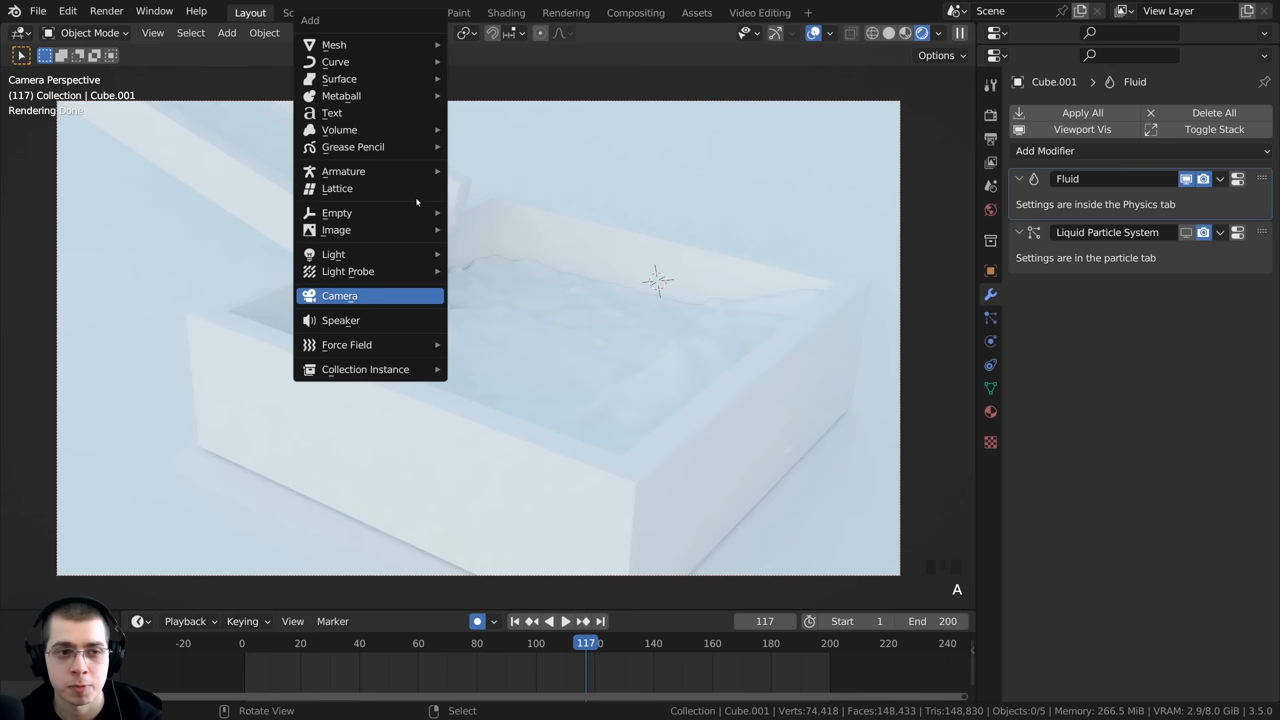 File Edit Render Window Help Layout Sc Paint Shading Rendering Compositing Assets Video Editing Scene View Layer
Object Mode View Select Add Object
Options
Camera Perspective
(117) Collection | Cube.001
Rendering Done
Add
Mesh
Curve
Surface
Metaball
Text
Volume
Grease Pencil
Armature
Lattice
Empty
Image
Light
Light Probe
Camera
Speaker
Force Field
Collection Instance
A
Cube.001 Fluid
Apply All Delete All
Viewport Vis Toggle Stack
Add Modifier
Fluid
Settings are inside the Physics tab
Liquid Particle System
Settings are in the particle tab
Playback Keying View Marker 117 Start 1 End 200
-20 0 20 40 60 80 100 117 0 140 160 180 200 220 240
Rotate View Select Collection | Cube.001 | Verts:74,418 | Faces:148,433 | Tris:148,830 | Objects:0/5 | Memory: 266.5 MiB | VRAM: 2.9/8.0 GiB | 3.5.0